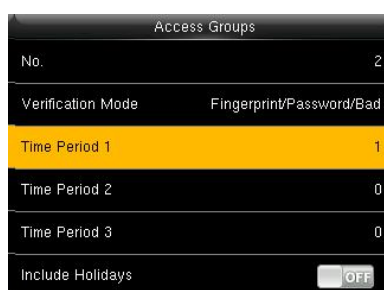 Access Groups
No. 2
Verification Mode Fingerprint/Password/Bad
Time Period 1 1
Time Period 2 0
Time Period 3 0
Include Holidays OFF